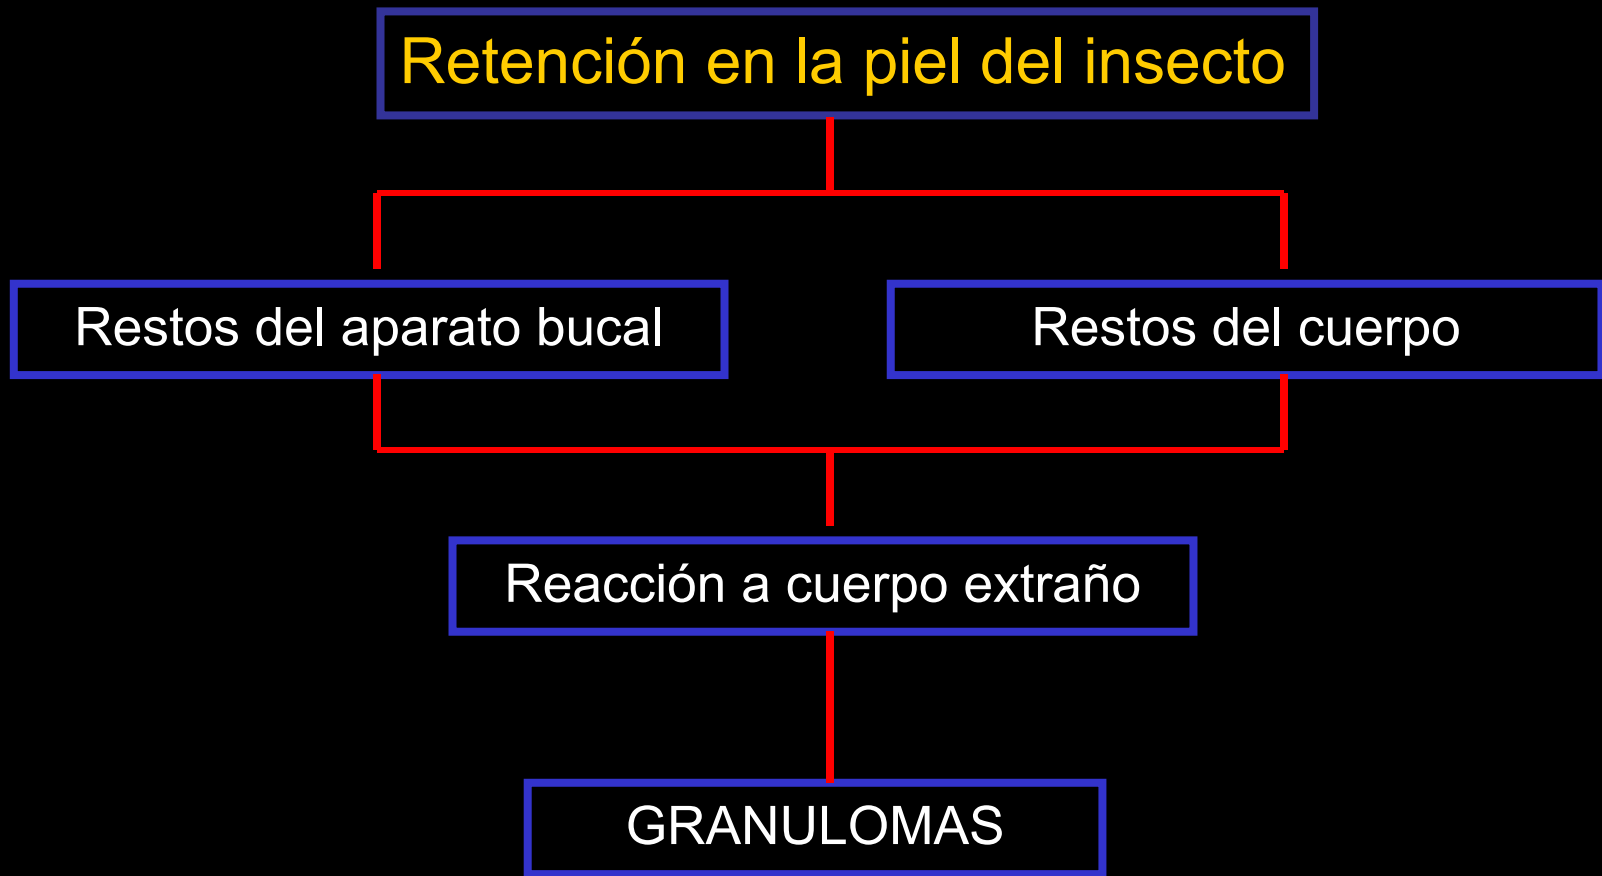 Retención en la piel del insecto
Restos del aparato bucal
Restos del cuerpo
Reacción a cuerpo extraño
GRANULOMAS